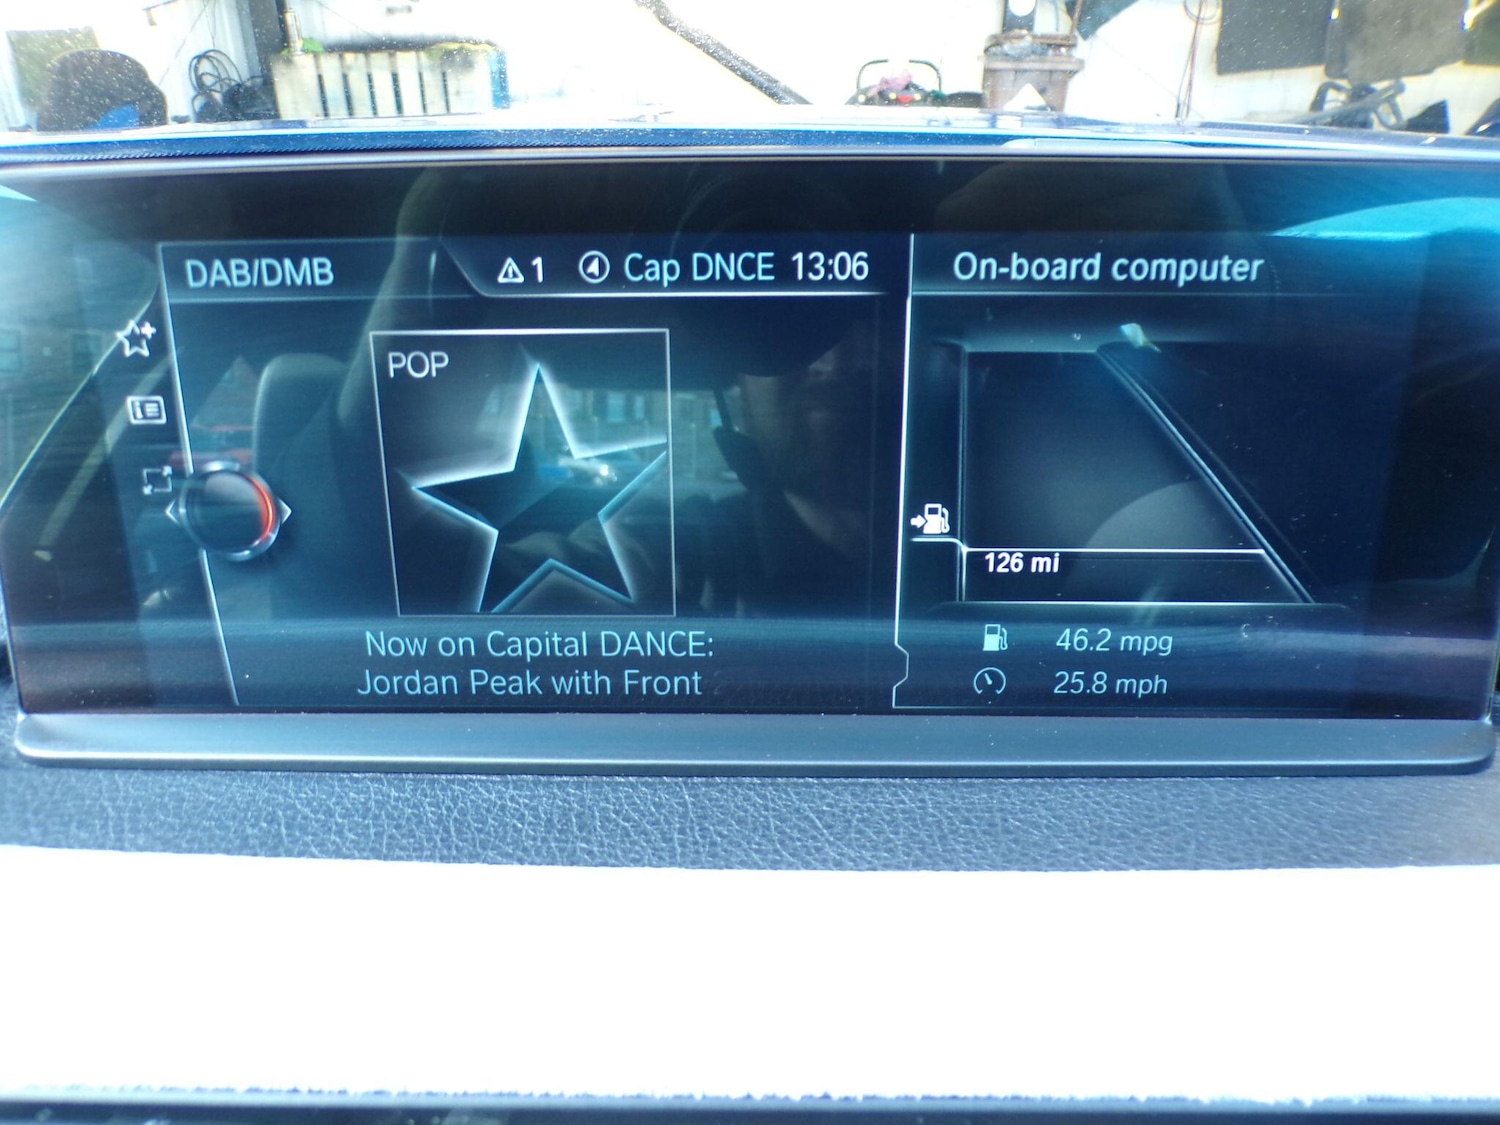 DAB/DMB
1
Cap DNCE 13:06
POP
Now on Capital DANCE:
Jordan Peak with Front
On-board computer
126 mi
46.2 mpg
25.8 mph